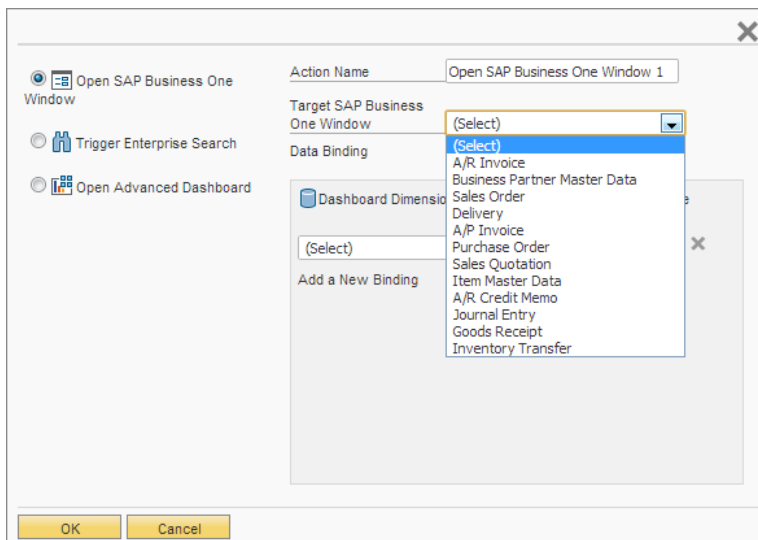 Open SAP Business One
Window
Trigger Enterprise Search
Open Advanced Dashboard
Action Name
Open SAP Business One Window 1
Target SAP Business
One Window
(Select)
Data Binding
(Select)
A/R Invoice
Business Partner Master Data
Sales Order
Delivery
A/P Invoice
Purchase Order
Sales Quotation
Item Master Data
A/R Credit Memo
Journal Entry
Goods Receipt
Inventory Transfer
Dashboard Dimensio
(Select)
Add a New Binding
OK
Cancel